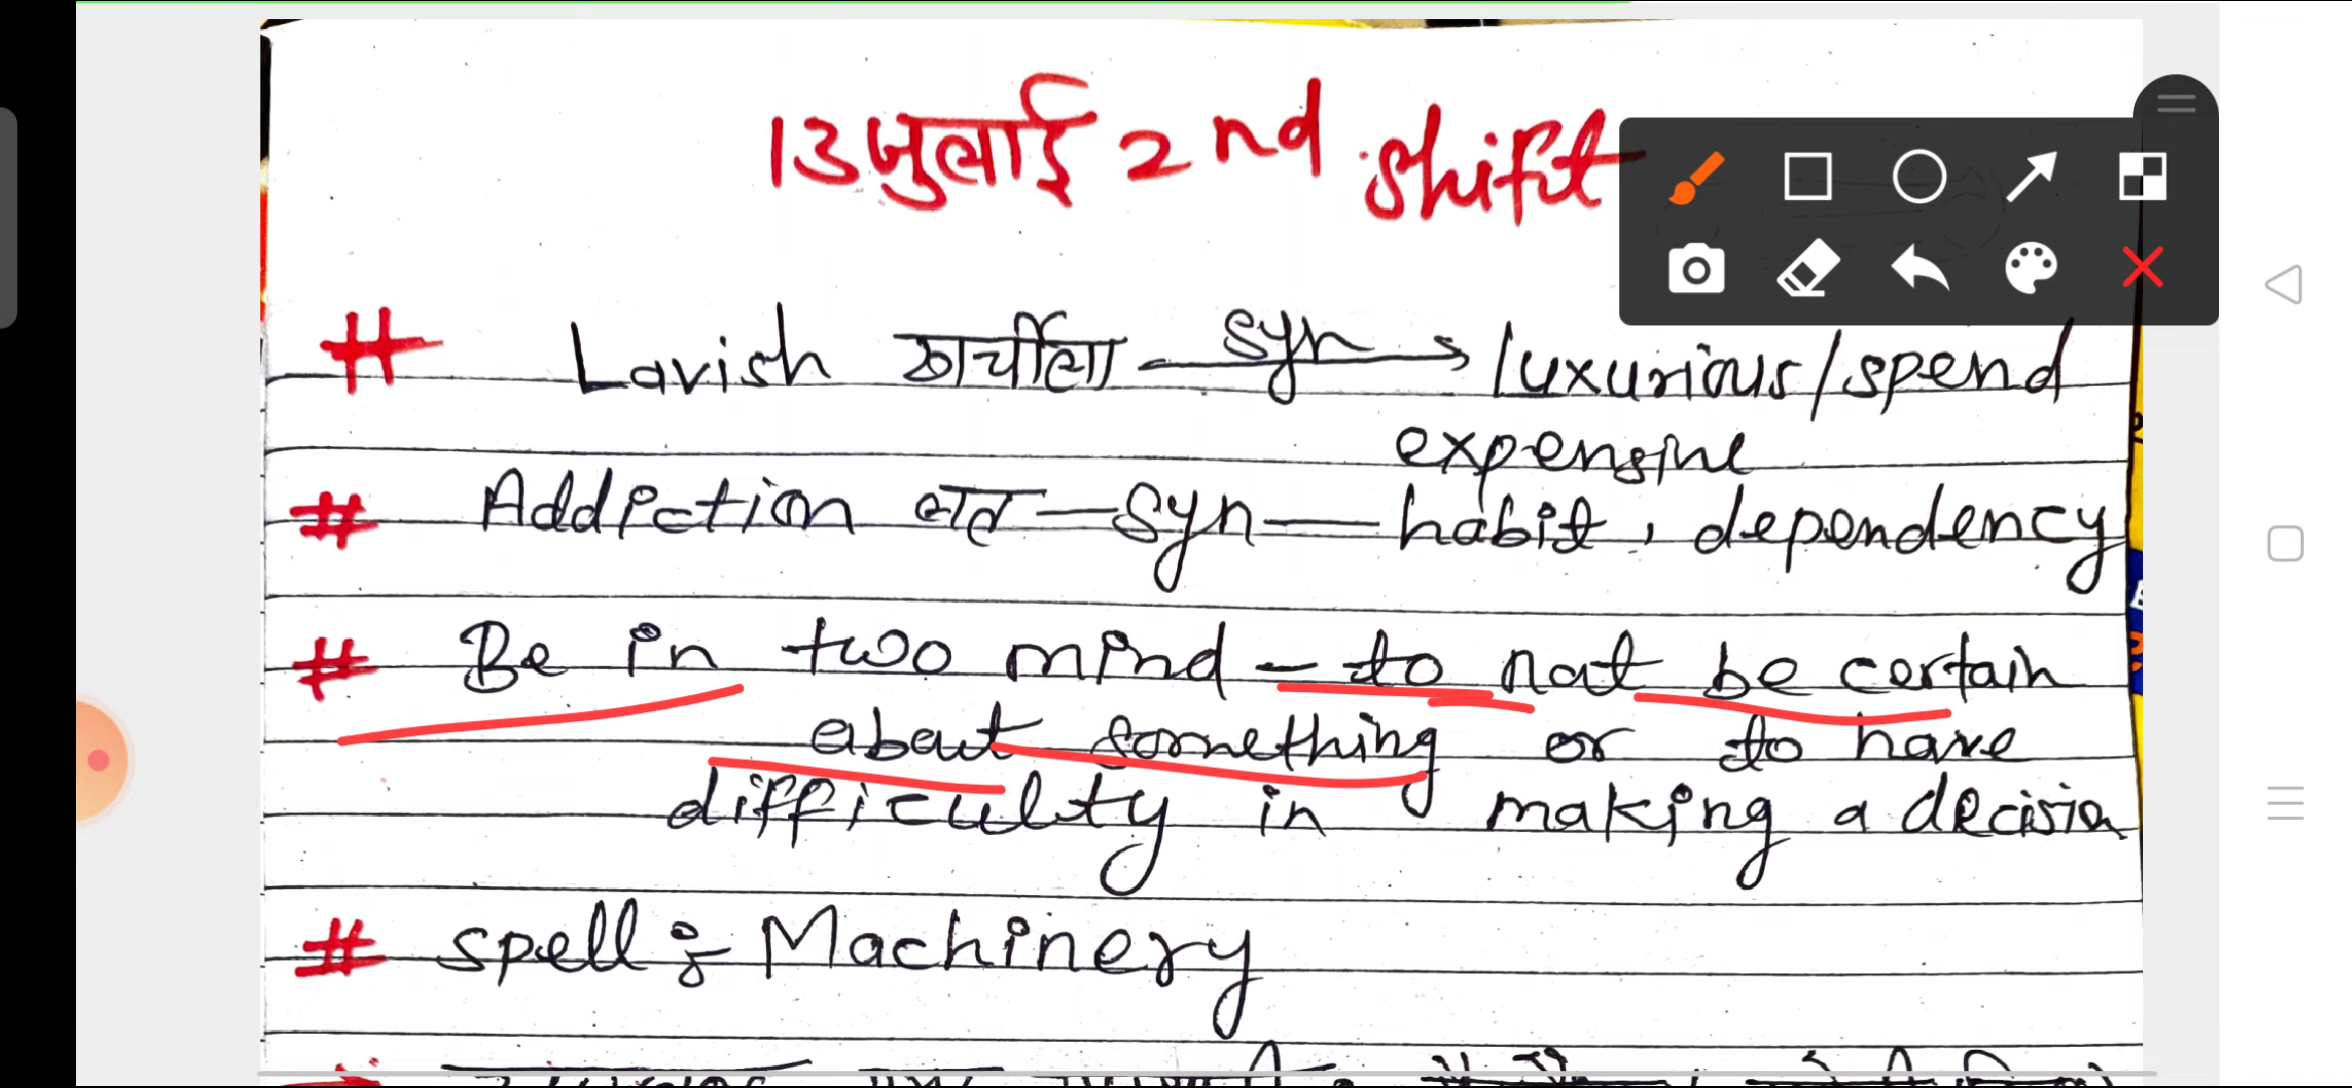 13 जुलाई 2nd shift
# Lavish खर्चीला - syn → luxurious/spend
expensive
# Addiction लत - syn - habit, dependency
# Be in two mind - to not be certain
about something or to have
difficulty in making a decision
# spell : Machinery